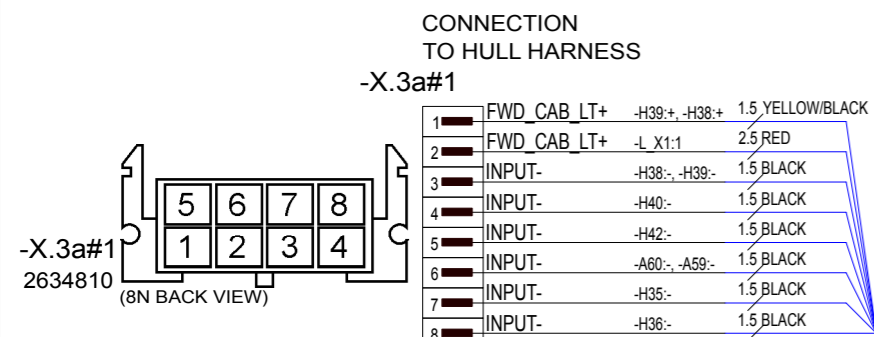 CONNECTION
TO HULL HARNESS
-X.3a#1
1 FWD_CAB_LT+ -H39:+, -H38:+ 1.5 YELLOW/BLACK
2 FWD_CAB_LT+ -L_X1:1 2.5 RED
3 INPUT- -H38:-, -H39:- 1.5 BLACK
4 INPUT- -H40:- 1.5 BLACK
5 INPUT- -H42:- 1.5 BLACK
6 INPUT- -A60:-, -A59:- 1.5 BLACK
7 INPUT- -H35:- 1.5 BLACK
8 INPUT- -H36:- 1.5 BLACK
5 6 7 8
1 2 3 4
-X.3a#1
2634810
(8N BACK VIEW)